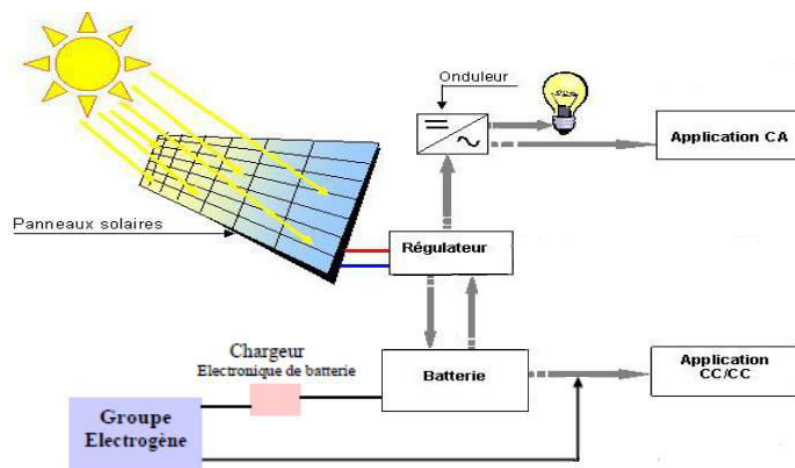 Onduleur
Application CA
Panneaux solaires
Régulateur
Chargeur
Electronique de batterie
Batterie
Application
CC/CC
Groupe
Electrogène